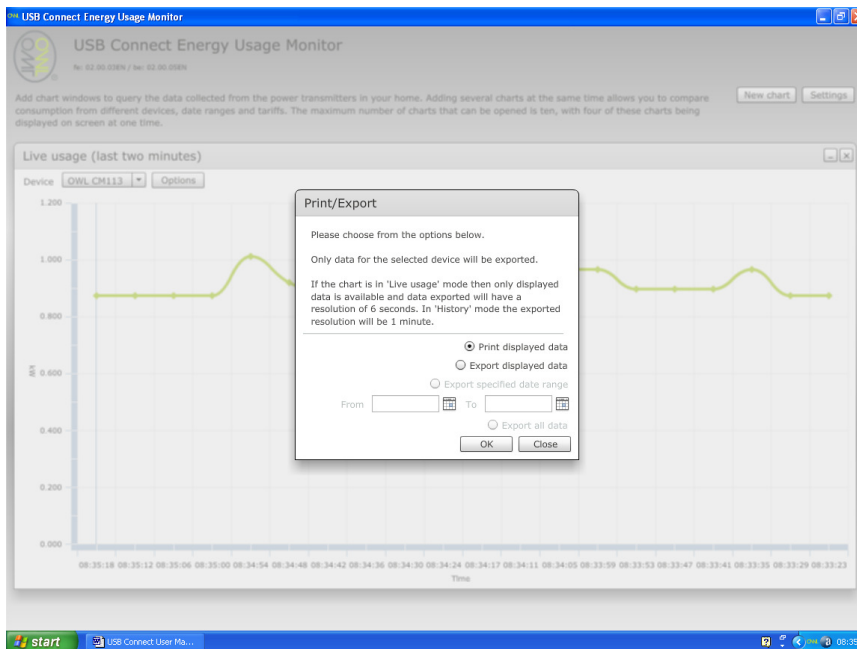 USB Connect Energy Usage Monitor
USB Connect Energy Usage Monitor
fe: 02.00.03EN / be: 02.00.05EN
Add chart windows to query the data collected from the power transmitters in your home. Adding several charts at the same time allows you to compare
consumption from different devices, date ranges and tariffs. The maximum number of charts that can be opened is ten, with four of these charts being
displayed on screen at one time.
New chart Settings
Live usage (last two minutes)
Device OWL CM113 Options
Print/Export
Please choose from the options below.
Only data for the selected device will be exported.
If the chart is in 'Live usage' mode then only displayed
data is available and data exported will have a
resolution of 6 seconds. In 'History' mode the exported
resolution will be 1 minute.
Print displayed data
Export displayed data
Export specified date range
From To
Export all data
OK Close
1.200
1.000
0.800
kW
0.600
0.400
0.200
0.000
08:35:18 08:35:12 08:35:06 08:35:00 08:34:54 08:34:48 08:34:42 08:34:36 08:34:30 08:34:24 08:34:17 08:34:11 08:34:05 08:33:59 08:33:53 08:33:47 08:33:41 08:33:35 08:33:29 08:33:23
Time
start USB Connect User Ma... 08:35